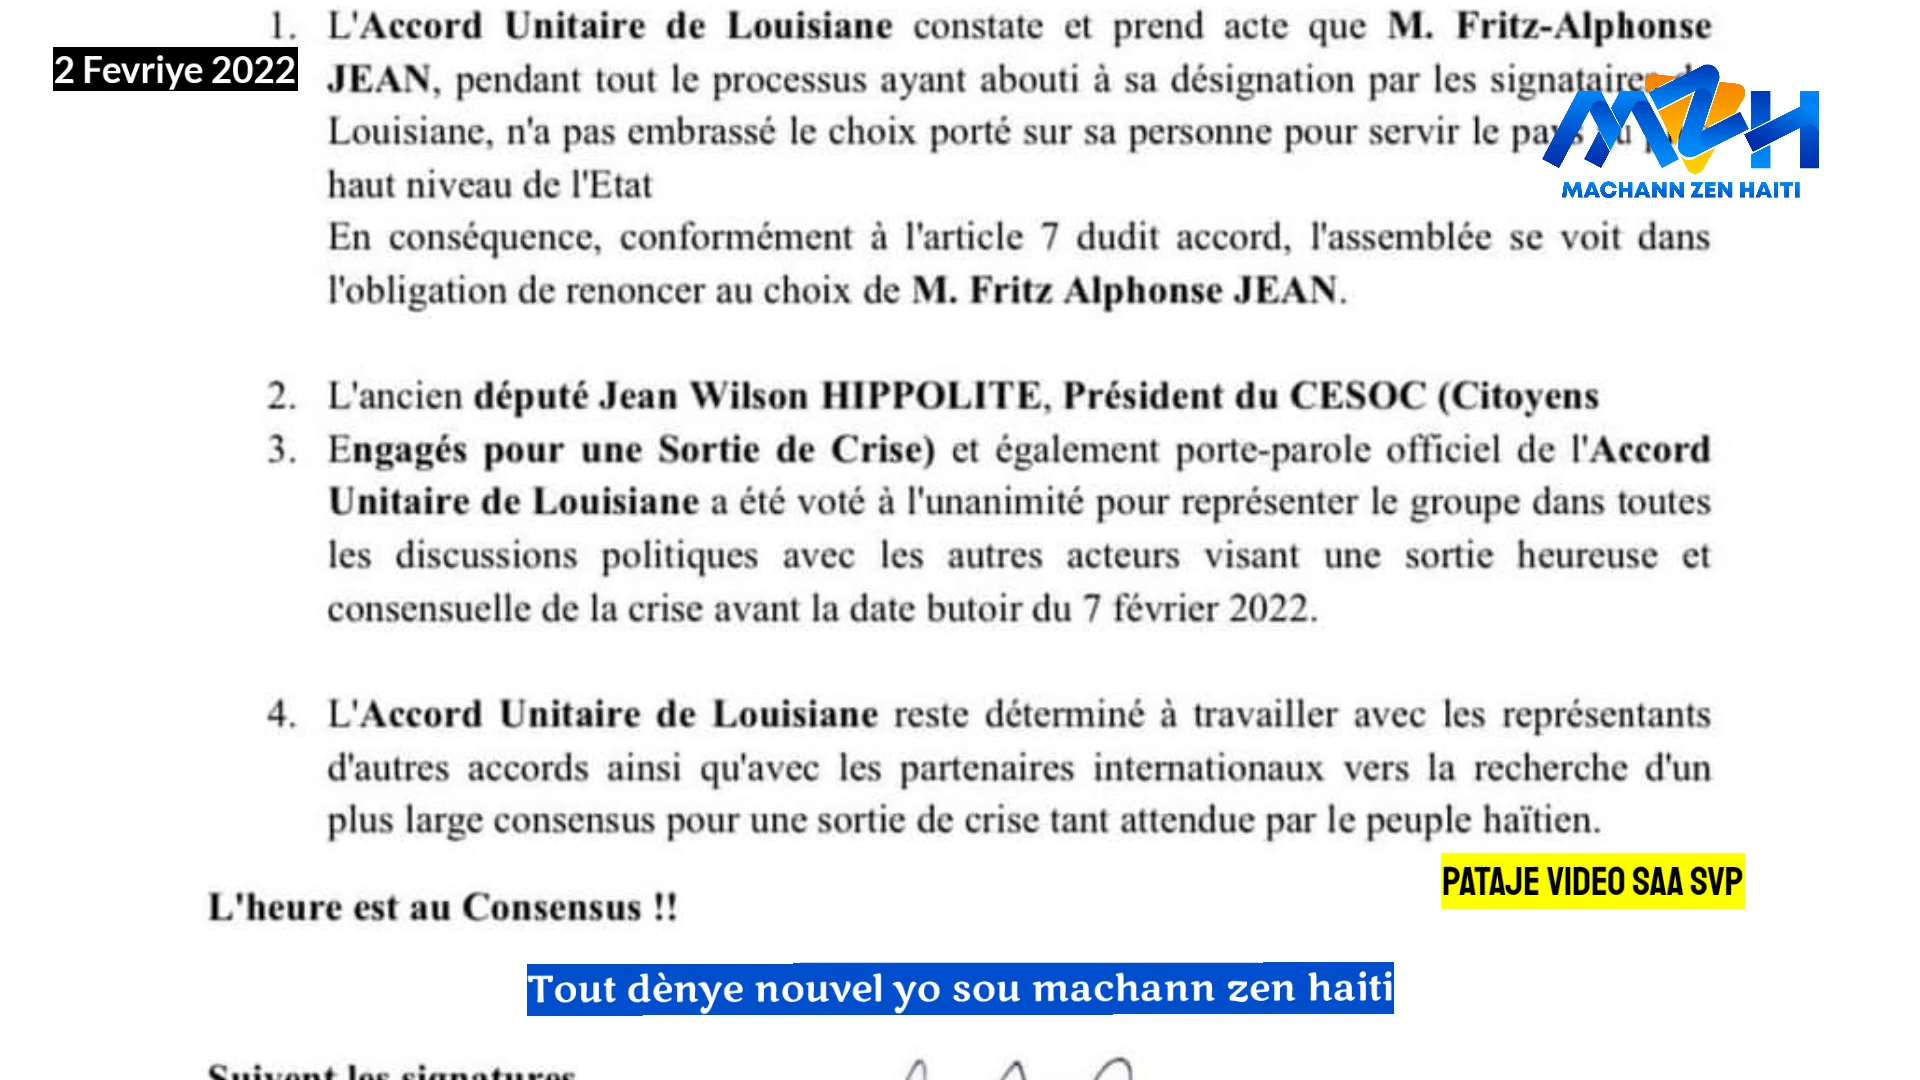 1. L'Accord Unitaire de Louisiane constate et prend acte que M. Fritz-Alphonse
2 Fevriye 2022
JEAN, pendant tout le processus ayant abouti à sa désignation par les signataires
MZH
Louisiane, n'a pas embrassé le choix porté sur sa personne pour servir le pays
MACHANN ZEN HAITI
haut niveau de l'Etat
En conséquence, conformément à l'article 7 dudit accord, l'assemblée se voit dans
l'obligation de renoncer au choix de M. Fritz Alphonse JEAN.
2. L'ancien député Jean Wilson HIPPOLITE, Président du CESOC (Citoyens
3. Engagés pour une Sortie de Crise) et également porte-parole officiel de l'Accord
Unitaire de Louisiane a été voté à l'unanimité pour représenter le groupe dans toutes
les discussions politiques avec les autres acteurs visant une sortie heureuse et
consensuelle de la crise avant la date butoir du 7 février 2022.
4. L'Accord Unitaire de Louisiane reste déterminé à travailler avec les représentants
d'autres accords ainsi qu'avec les partenaires internationaux vers la recherche d'un
plus large consensus pour une sortie de crise tant attendue par le peuple haïtien.
PATAJE VIDEO SAA SVP
L'heure est au Consensus !!
Tout dènye nouvel yo sou machann zen haiti
Suivent les signatures